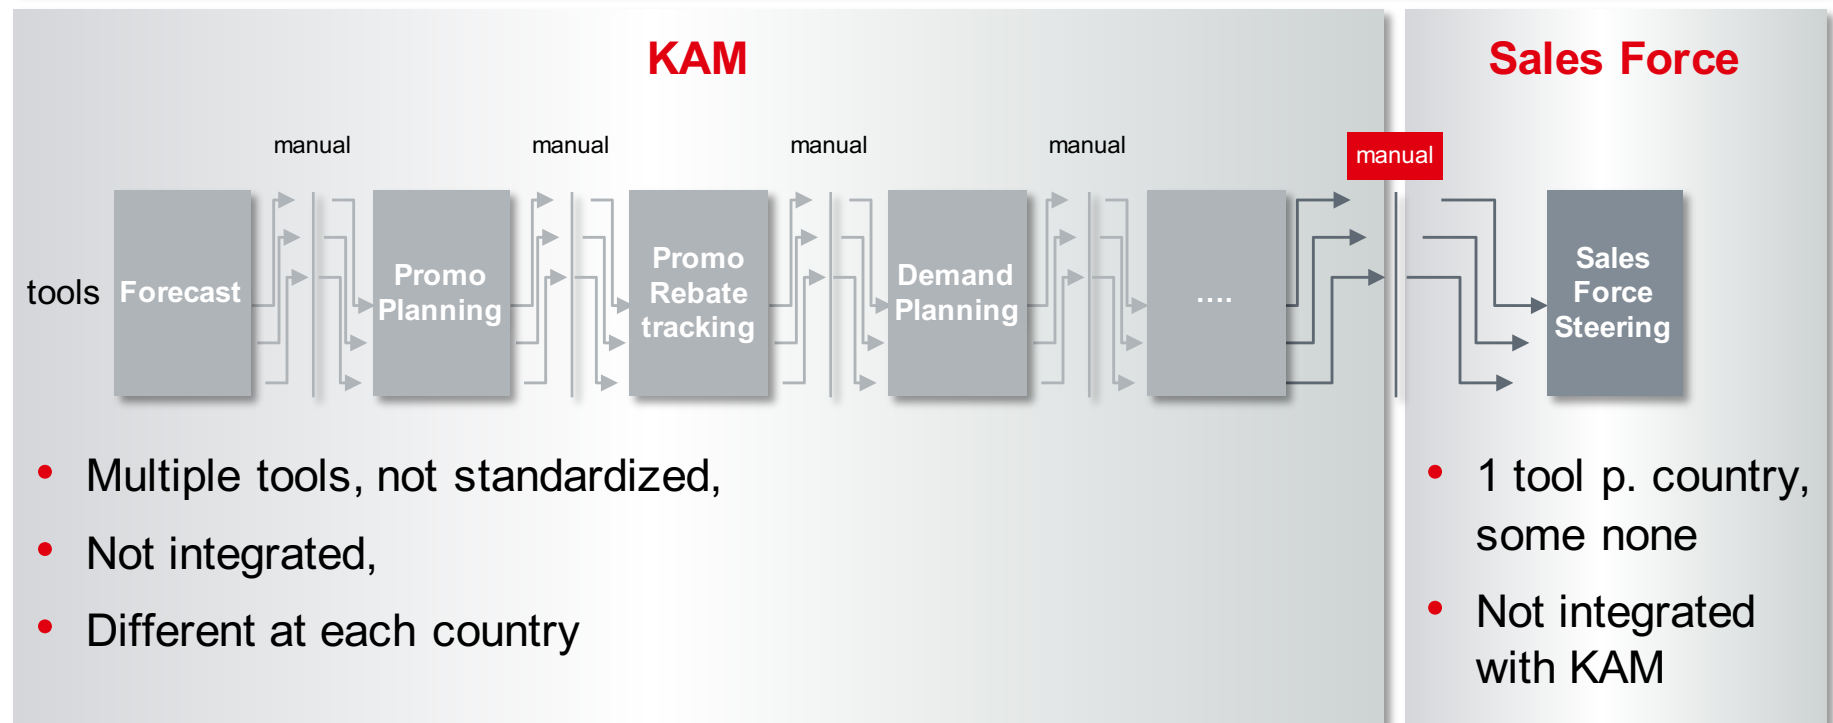 KAM
Sales Force
manual
manual
manual
manual
manual
tools
Forecast
Promo
Planning
Promo
Rebate
tracking
Demand
Planning
....
Sales
Force
Steering
• Multiple tools, not standardized,
• Not integrated,
• Different at each country
• 1 tool p. country,
some none
• Not integrated
with KAM